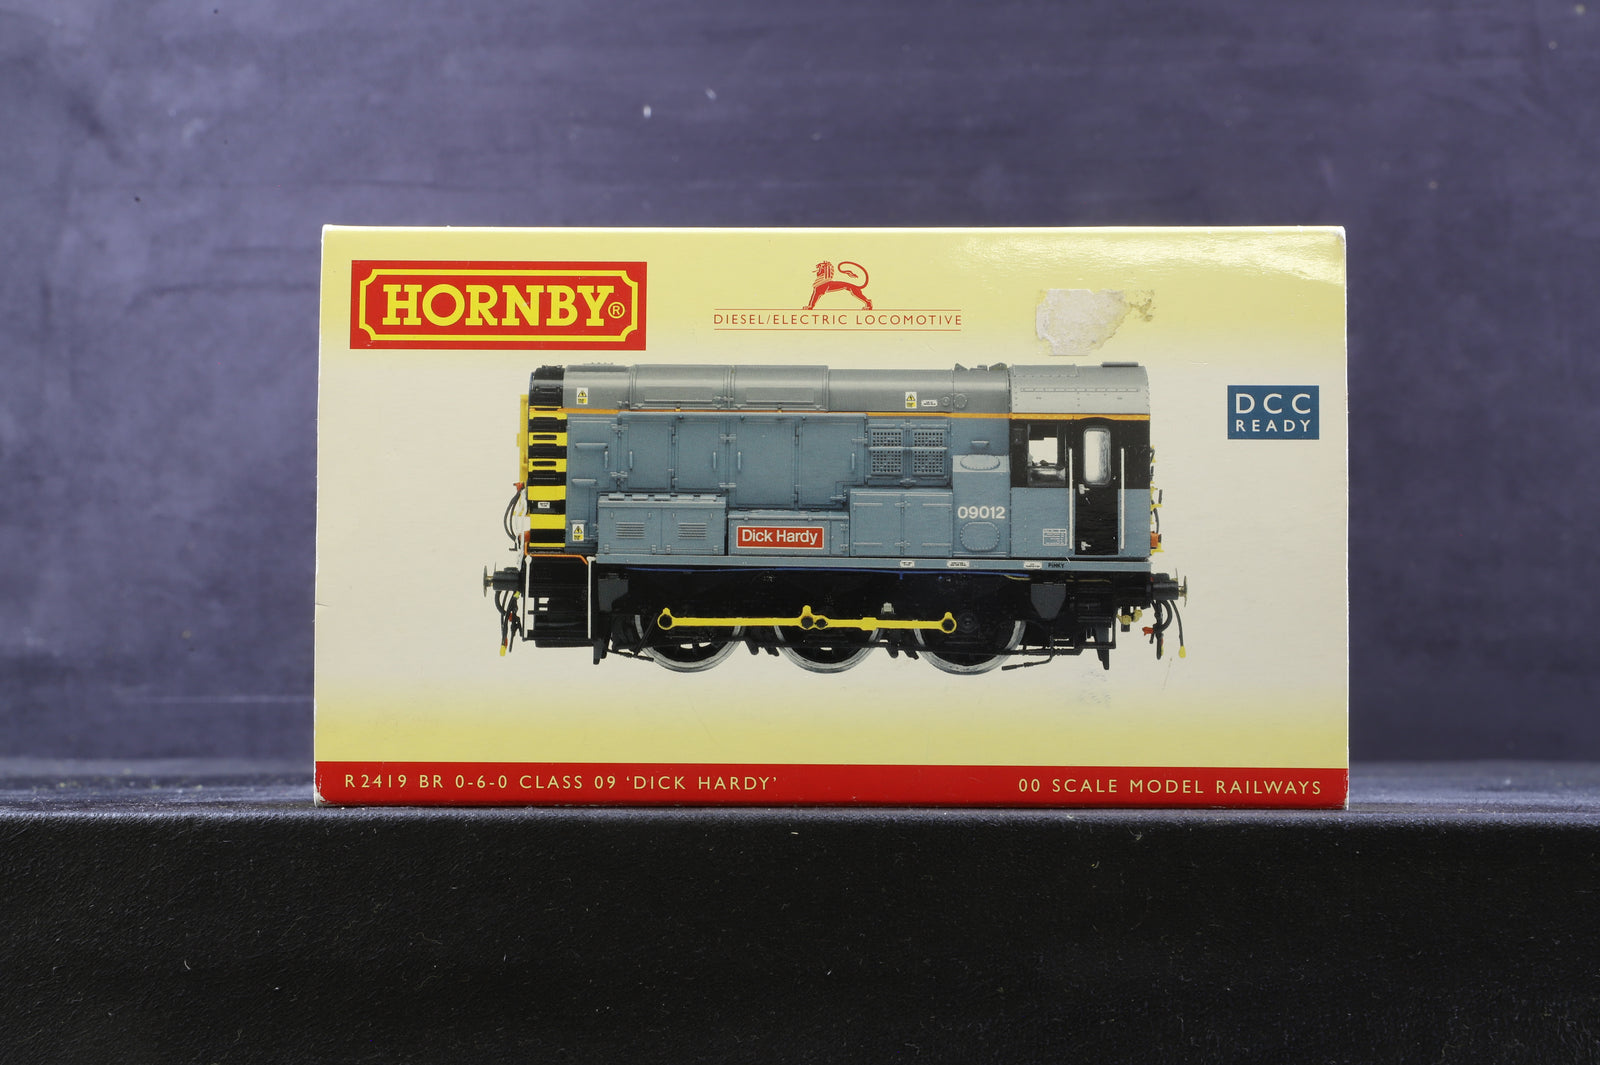 HORNBY®
DIESEL/ELECTRIC LOCOMOTIVE
DCC
READY
09012
Dick Hardy
PINKY
R2419 BR 0-6-0 CLASS 09 'DICK HARDY'
00 SCALE MODEL RAILWAYS